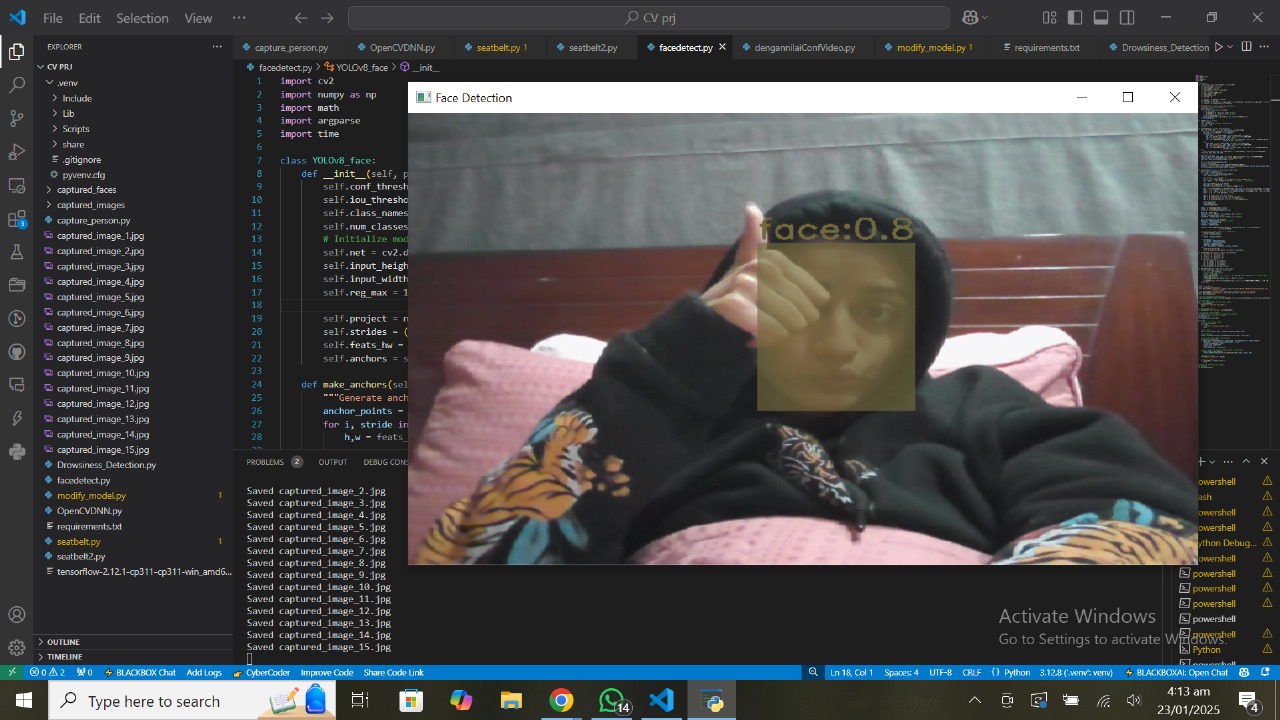 File Edit Selection View ··· CV prj
EXPLORER ···
CV PRJ
.venv
Include
Lib
Scripts
share
.gitignore
pyvenv.cfg
captured_faces
captured_images
capture_person.py
captured_image_1.jpg
captured_image_2.jpg
captured_image_3.jpg
captured_image_4.jpg
captured_image_5.jpg
captured_image_6.jpg
captured_image_7.jpg
captured_image_8.jpg
captured_image_9.jpg
captured_image_10.jpg
captured_image_11.jpg
captured_image_12.jpg
captured_image_13.jpg
captured_image_14.jpg
captured_image_15.jpg
Drowsiness_Detection.py
facedetect.py
modify_model.py 1
OpenCVDNN.py
requirements.txt
seatbelt.py 1
seatbelt2.py
tensorflow-2.12.1-cp311-cp311-win_amd6...
OUTLINE
TIMELINE
capture_person.py OpenCVDNN.py seatbelt.py 1 seatbelt2.py facedetect.py dengannilaiConfVideo.py modify_model.py 1 requirements.txt Drowsiness_Detection
facedetect.py > YOLOv8_face > __init__
1 import cv2
2 import numpy as np
3 import math
4 import argparse
5 import time
6
7 class YOLOv8_face:
8 def __init__(self, p
9 self.conf_thresh
10 self.iou_thresho
11 self.class_names
12 self.num_classes
13 # Initialize mod
14 self.net = cv2.d
15 self.input_heigh
16 self.input_width
17 self.reg_max = 1
18
19 self.project = n
20 self.strides = (
21 self.feats_hw =
22 self.anchors = s
23
24 def make_anchors(sel
25 """Generate anch
26 anchor_points =
27 for i, stride in
28 h,w = feats_
Face Detection
face:0.8
PROBLEMS 2 OUTPUT DEBUG CON
Saved captured_image_2.jpg
Saved captured_image_3.jpg
Saved captured_image_4.jpg
Saved captured_image_5.jpg
Saved captured_image_6.jpg
Saved captured_image_7.jpg
Saved captured_image_8.jpg
Saved captured_image_9.jpg
Saved captured_image_10.jpg
Saved captured_image_11.jpg
Saved captured_image_12.jpg
Saved captured_image_13.jpg
Saved captured_image_14.jpg
Saved captured_image_15.jpg
powershell
ash
powershell
powershell
ython Debug...
powershell
powershell
powershell
powershell
powershell
powershell
Python
Activate Windows
Go to Settings to activate Windows.
0 2 0 BLACKBOX Chat Add Logs CyberCoder Improve Code Share Code Link Ln 18, Col 1 Spaces: 4 UTF-8 CRLF Python 3.12.8 ('.venv': venv) BLACKBOXAI: Open Chat
Type here to search
14
4:13 am
23/01/2025
4